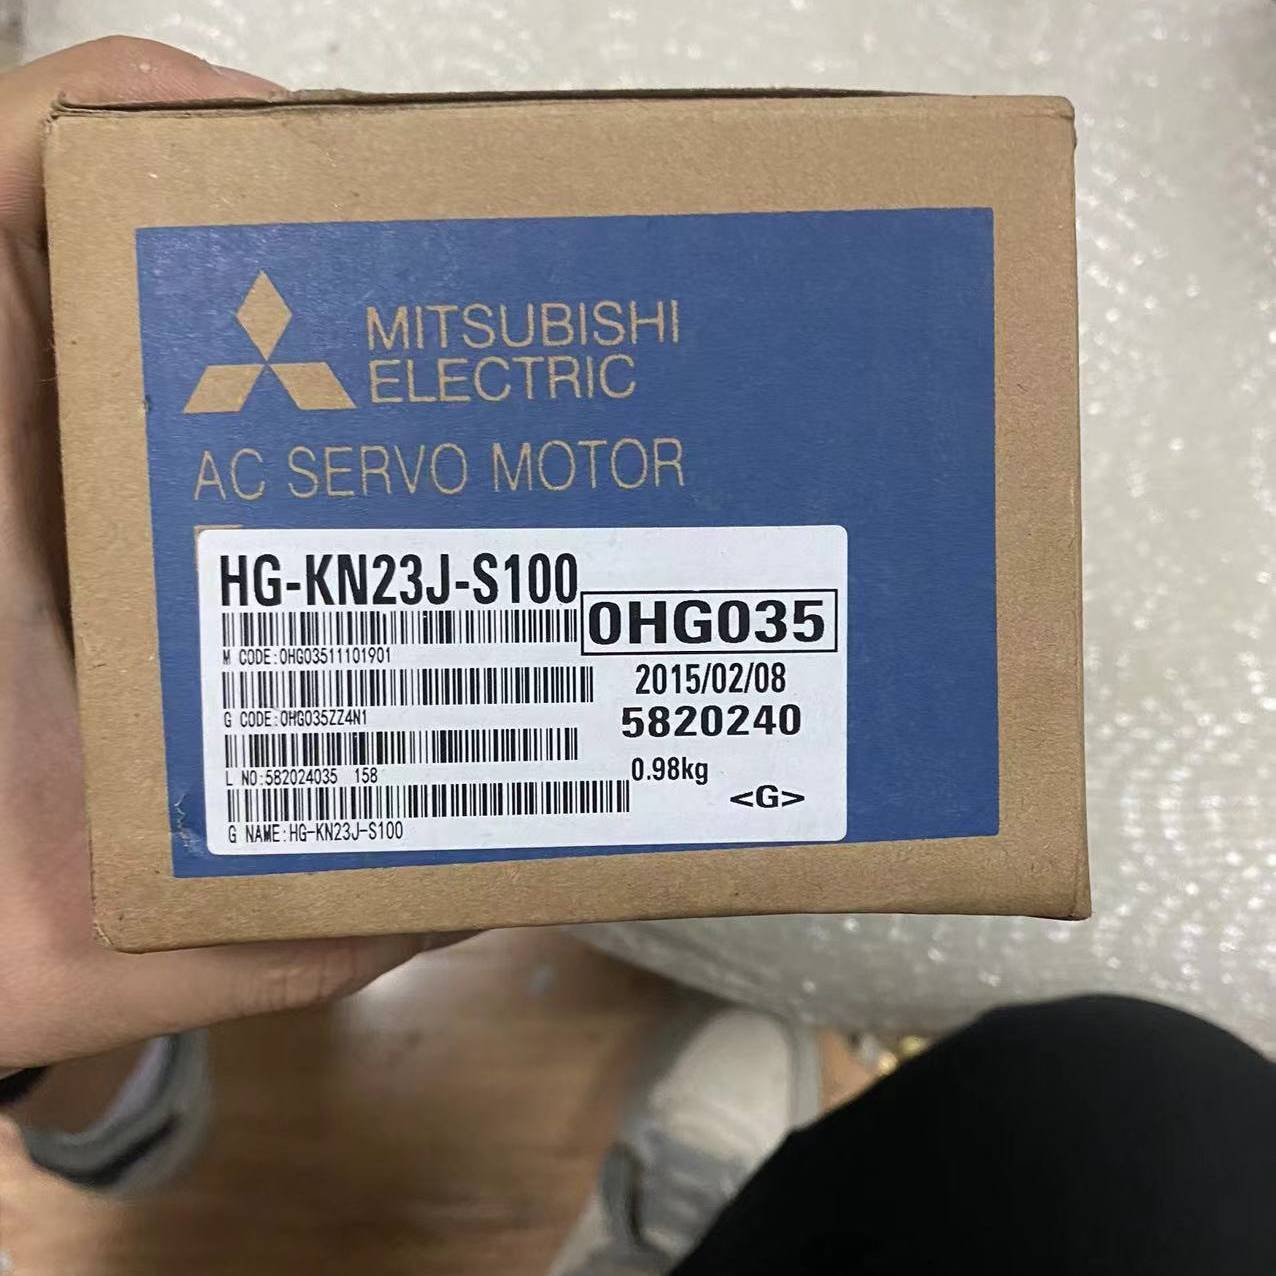 MITSUBISHI
ELECTRIC
AC SERVO MOTOR
HG-KN23J-S100
0HG035
M CODE:0HG03511101901
2015/02/08
G CODE:0HG035ZZ4N1
5820240
L NO:582024035 158
0.98kg
<G>
G NAME:HG-KN23J-S100